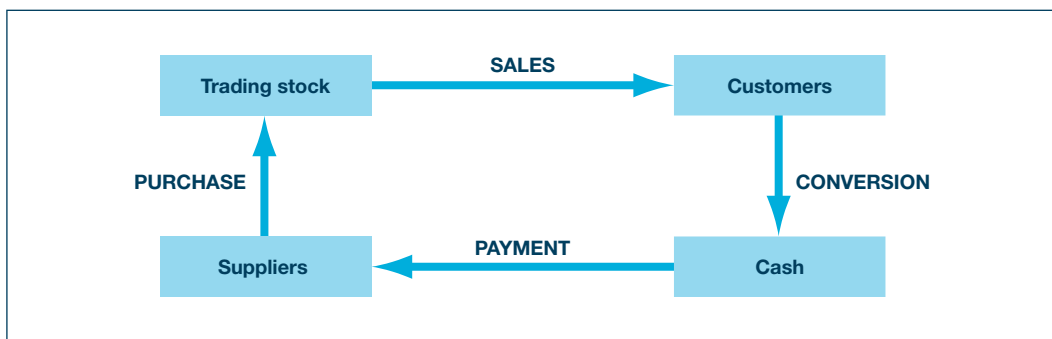 SALES
Trading stock
Customers
PURCHASE
CONVERSION
PAYMENT
Suppliers
Cash